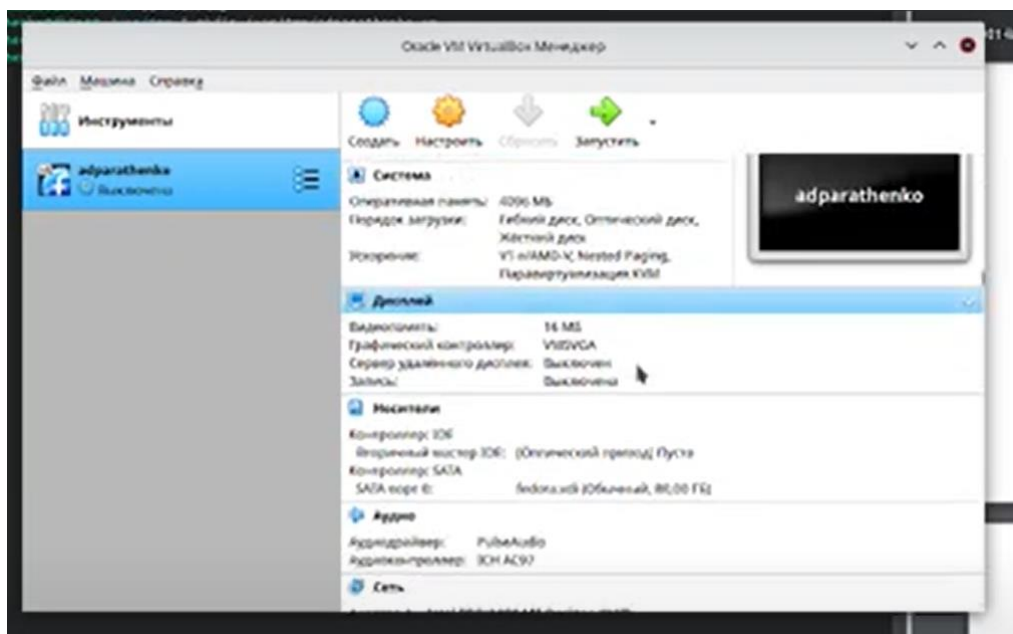 Oracle VM VirtualBox Менеджер
Файл Машина Справка
Инструменты
Создать Настроить Сбросить Запустить
adparathenko
Выключена
adparathenko
Система
Оперативная память: 4096 МБ
Порядок загрузки: Гибкий диск, Оптический диск,
Жёсткий диск
Ускорение: VT-x/AMD-V, Nested Paging,
Паравиртуализация KVM
Дисплей
Видеопамять: 16 МБ
Графический контроллер: VMSVGA
Сервер удалённого дисплея: Выключен
Запись: Выключена
Носители
Контроллер: IDE
Вторичный мастер IDE: [Оптический привод] Пусто
Контроллер: SATA
SATA порт 0: fedora.vdi (Обычный, 80,00 ГБ)
Аудио
Аудиодрайвер: PulseAudio
Аудиоконтроллер: ICH AC97
Сеть